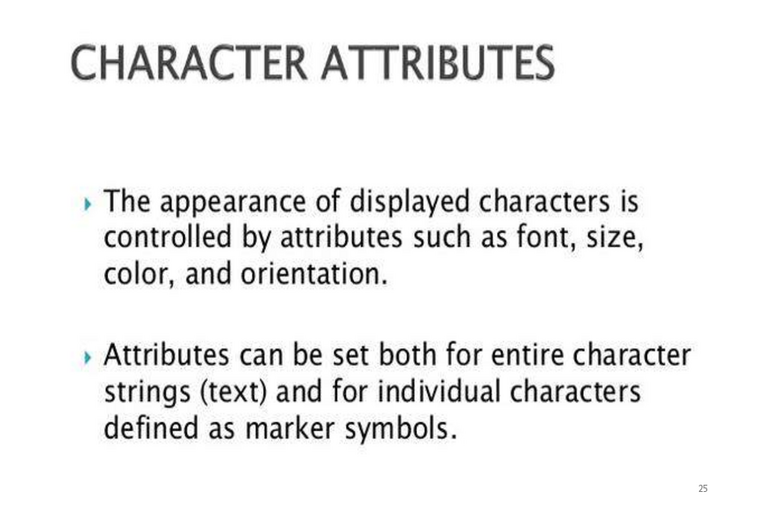 CHARACTER ATTRIBUTES
The appearance of displayed characters is
controlled by attributes such as font, size,
color, and orientation.
Attributes can be set both for entire character
strings (text) and for individual characters
defined as marker symbols.
25